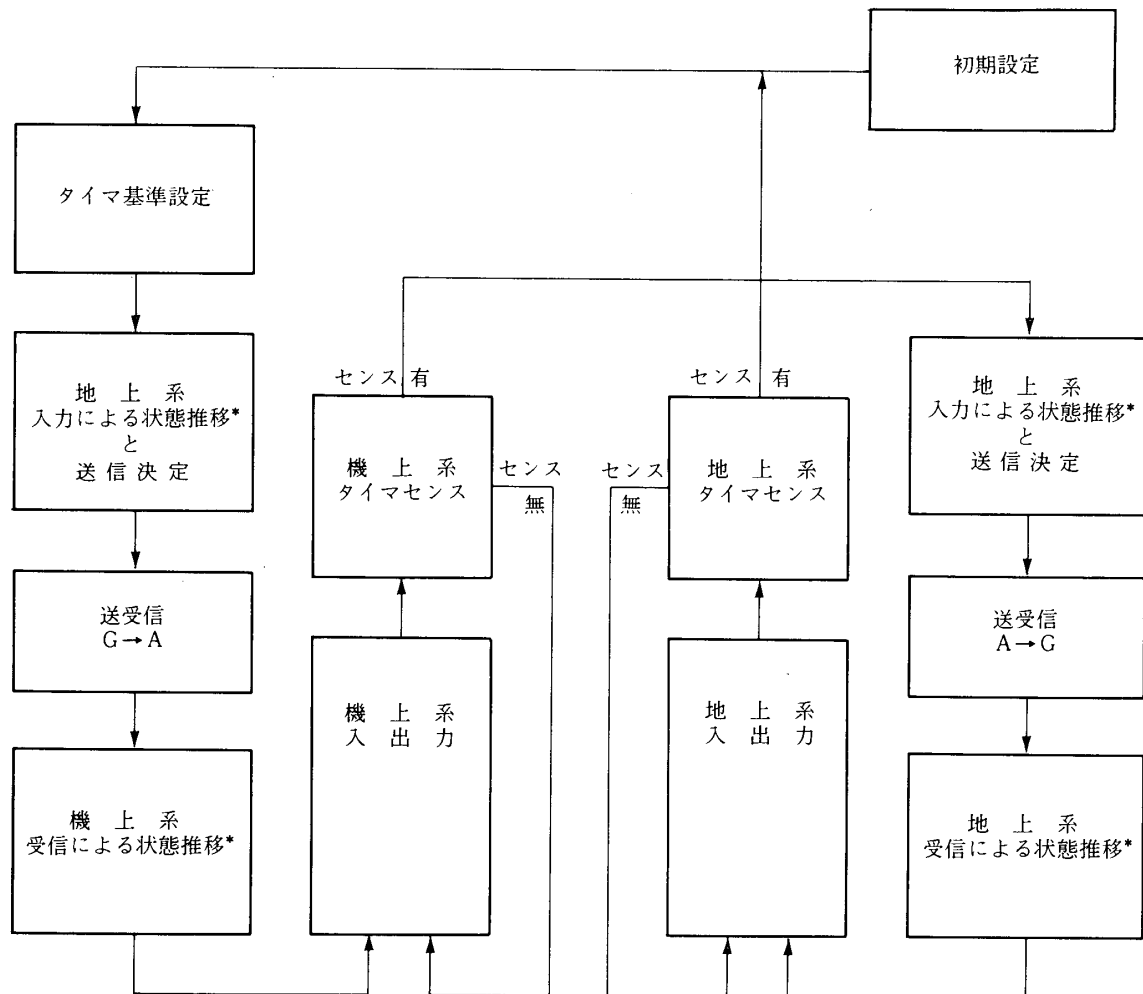 初期設定
タイマ基準設定
地上系
入力による状態推移*
と
送信決定
送受信
G→A
機上系
受信による状態推移*
センス有
機上系
タイマセンス
センス
無
機上系
入出力
センス有
地上系
タイマセンス
センス
無
地上系
入出力
地上系
入力による状態推移*
と
送信決定
送受信
A→G
地上系
受信による状態推移*